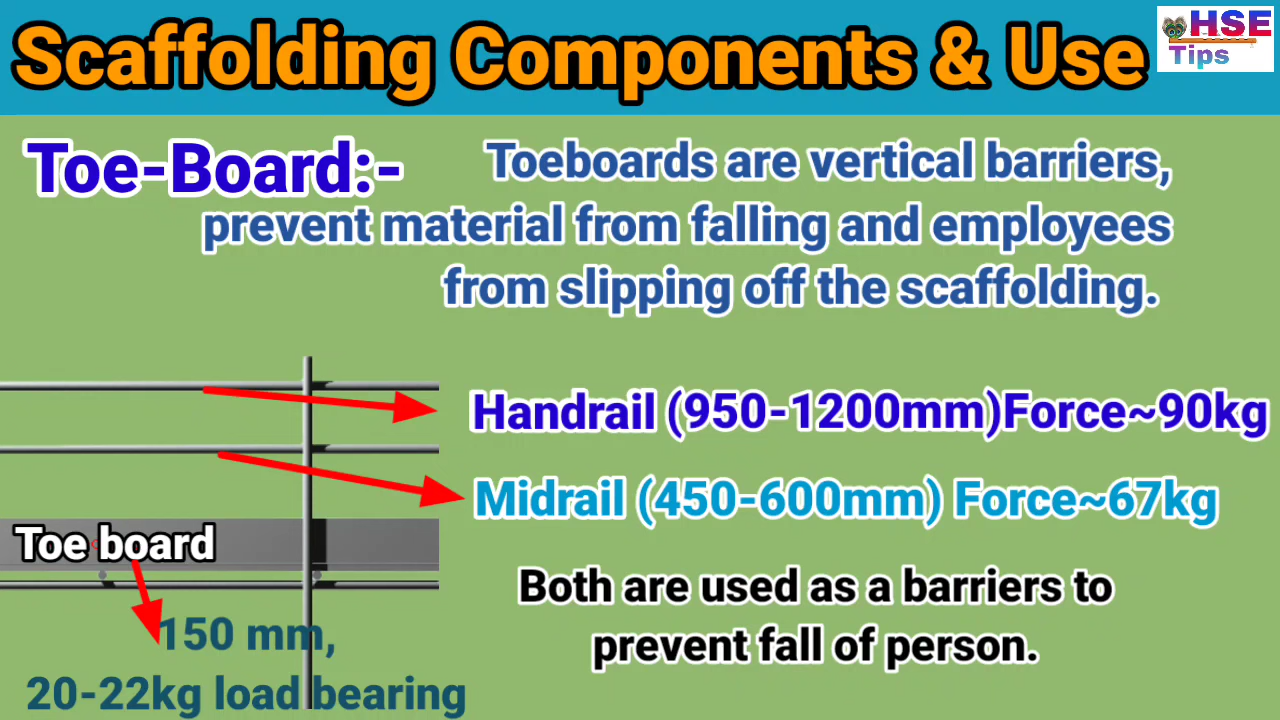 Scaffolding Components & Use
HSE
Tips
Toe-Board:-
Toeboards are vertical barriers,
prevent material from falling and employees
from slipping off the scaffolding.
Handrail (950-1200mm)Force~90kg
Midrail (450-600mm) Force~67kg
Toe board
Both are used as a barriers to
prevent fall of person.
150 mm,
20-22kg load bearing